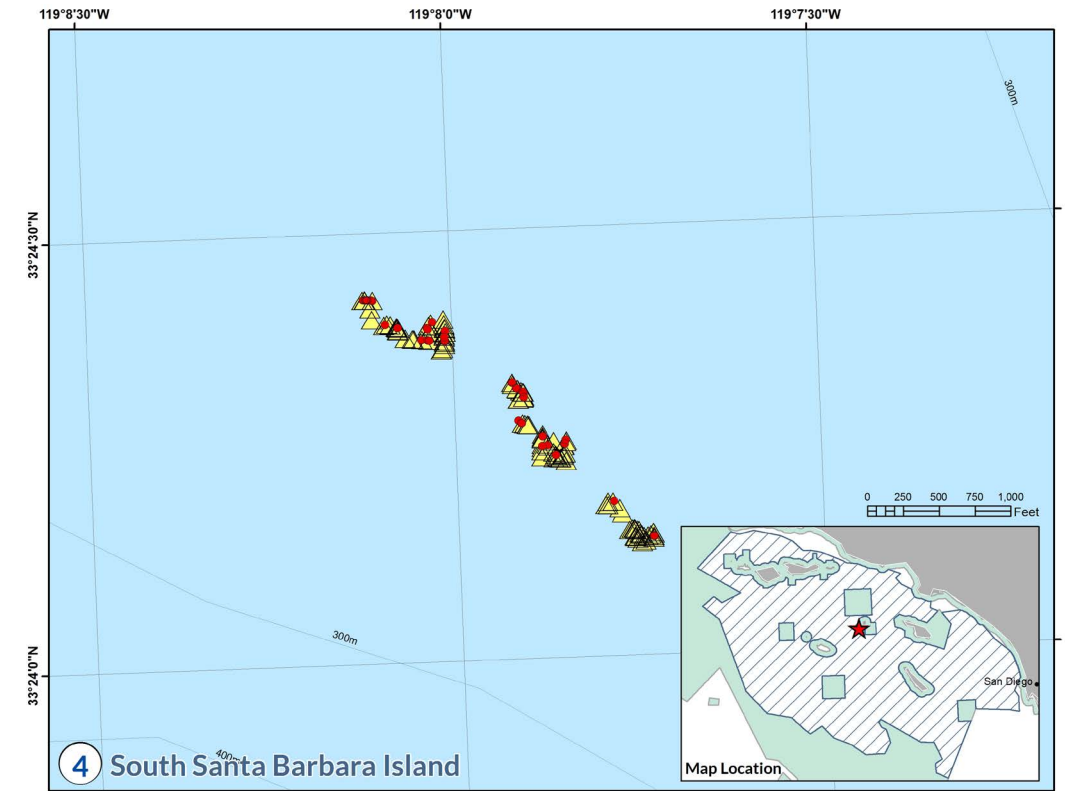 119°8'30"W
119°8'0"W
119°7'30"W
300m
33°24'30"N
0 250 500 750 1,000
Feet
300m
San Diego
33°24'0"N
400m
4 South Santa Barbara Island
Map Location